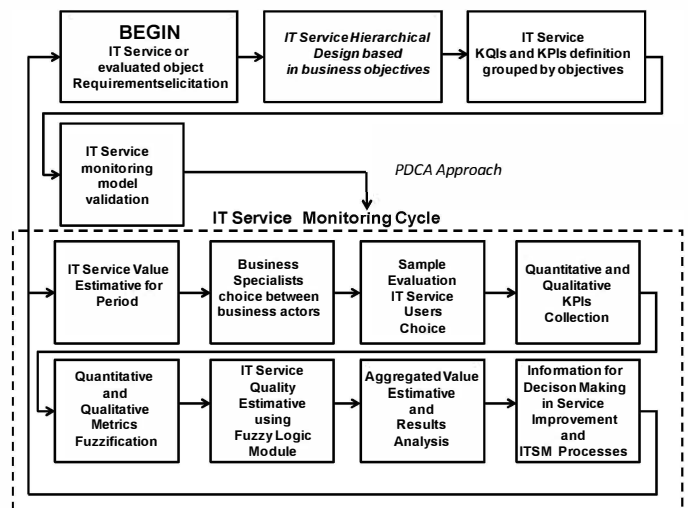 BEGIN
IT Service or
evaluated object
Requirementselicitation
IT Service Hierarchical
Design based
in business objectives
IT Service
KQIs and KPIs definition
grouped by objectives
IT Service
monitoring
model
validation
PDCA Approach
IT Service Monitoring Cycle
IT Service Value
Estimative for
Period
Business
Specialists
choice between
business actors
Sample
Evaluation
IT Service
Users
Choice
Quantitative and
Qualitative
KPIs
Collection
Quantitative
and
Qualitative
Metrics
Fuzzification
IT Service
Quality
Estimative
using
Fuzzy Logic
Module
Aggregated Value
Estimative
and
Results
Analysis
Information for
Decison Making
in Service
Improvement
and
ITSM Processes